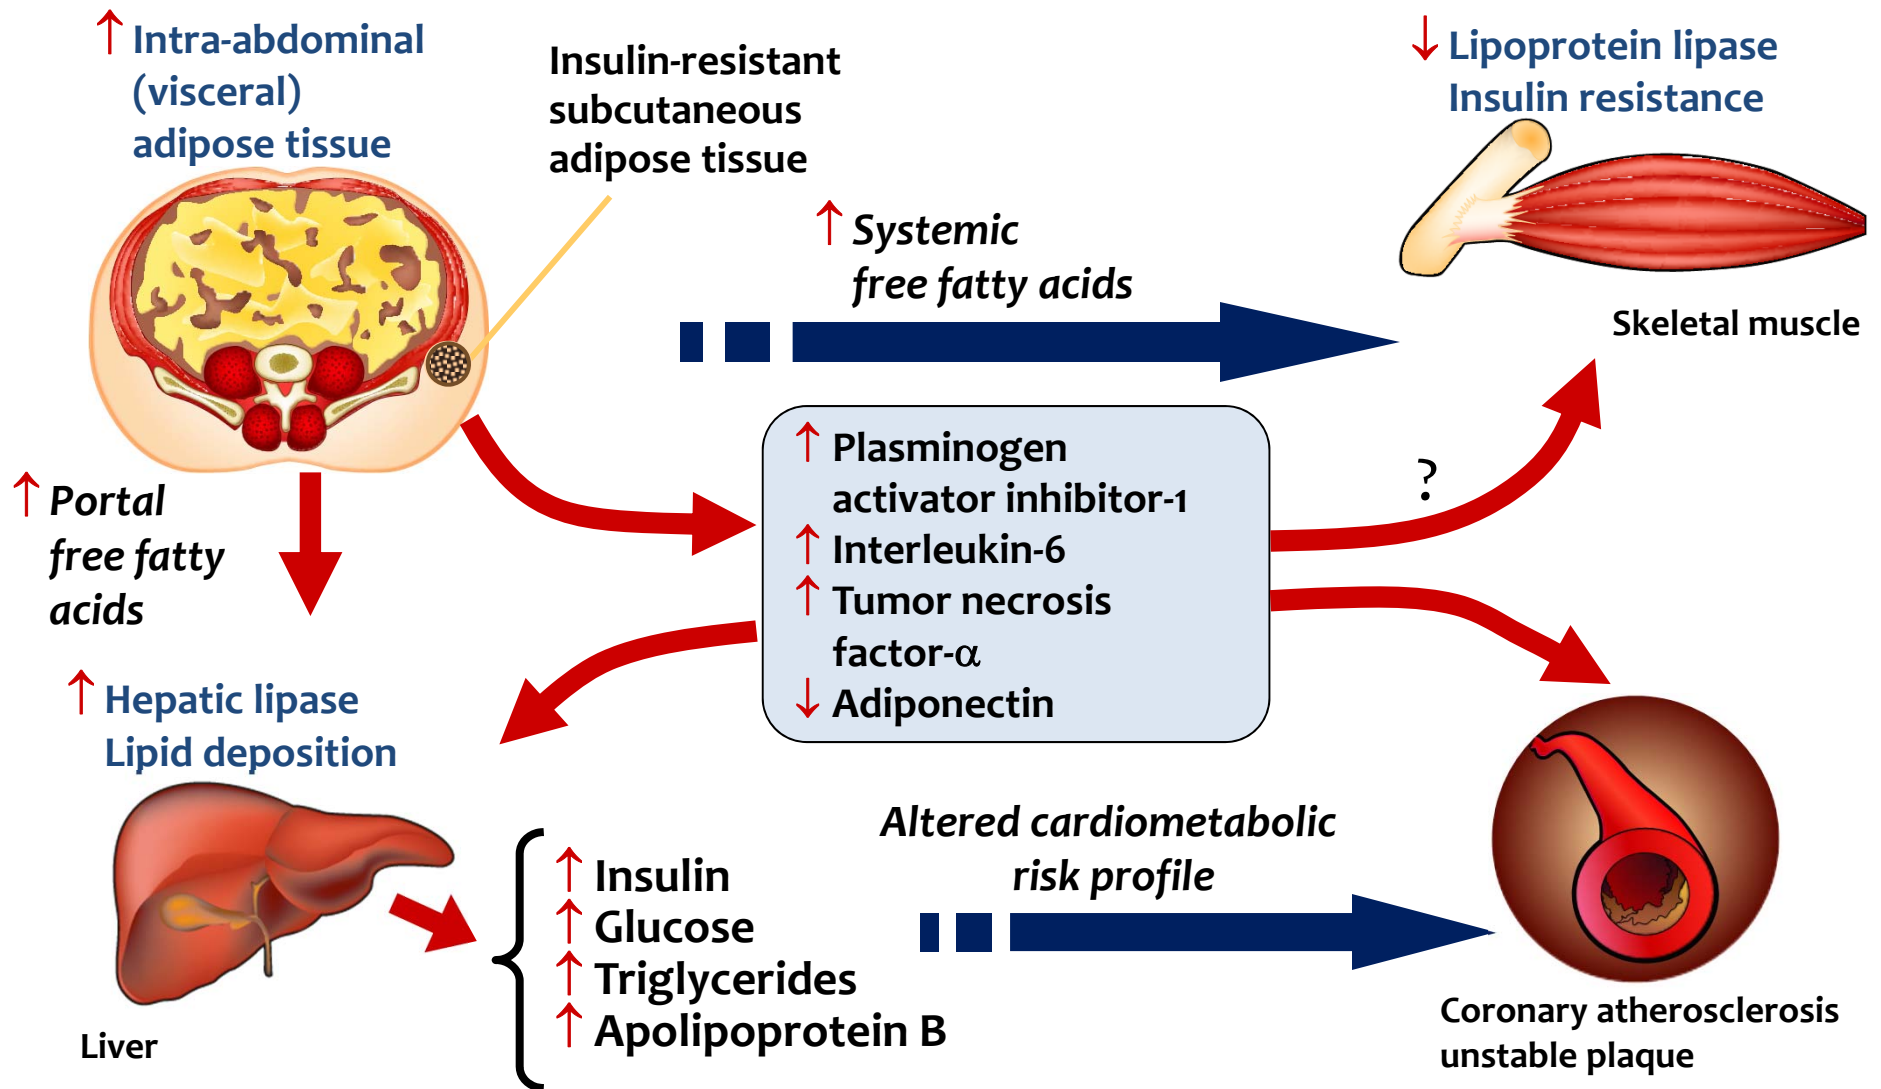 ↑ Intra-abdominal
(visceral)
adipose tissue
Insulin-resistant
subcutaneous
adipose tissue
↑ Systemic
free fatty acids
↓ Lipoprotein lipase
Insulin resistance
Skeletal muscle
↑ Portal
free fatty
acids
↑ Plasminogen
activator inhibitor-1
↑ Interleukin-6
↑ Tumor necrosis
factor-α
↓ Adiponectin
?
↑ Hepatic lipase
Lipid deposition
Liver
↑ Insulin
↑ Glucose
↑ Triglycerides
↑ Apolipoprotein B
Altered cardiometabolic
risk profile
Coronary atherosclerosis
unstable plaque